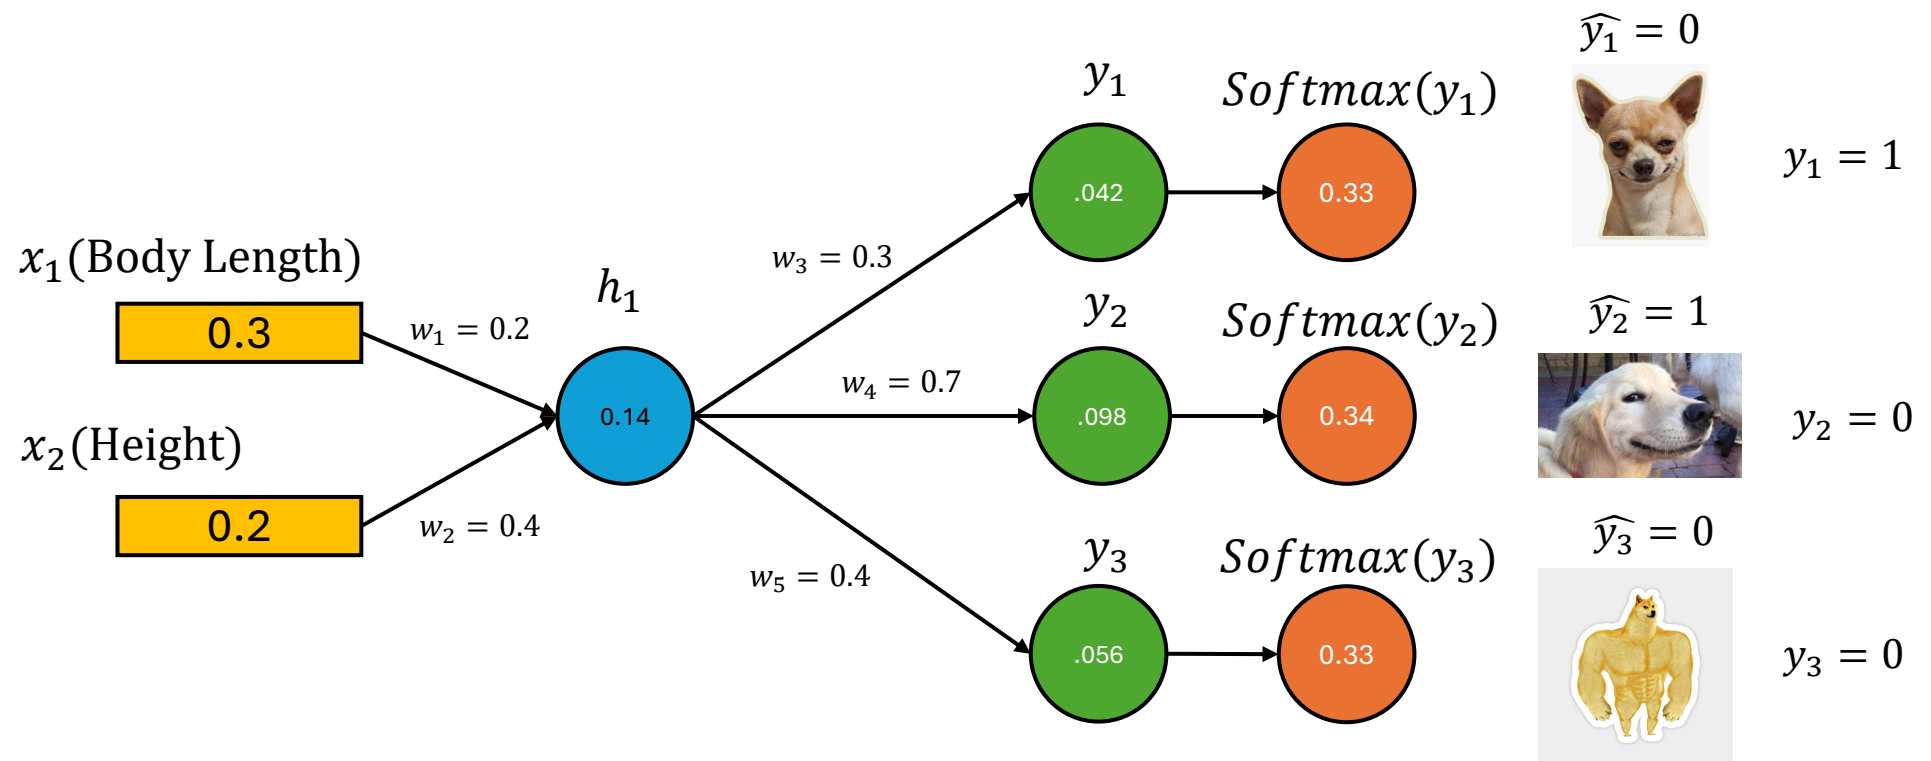 x₁(Body Length)
0.3
x₂(Height)
0.2
w₁ = 0.2
w₂ = 0.4
h₁
0.14
w₃ = 0.3
w₄ = 0.7
w₅ = 0.4
y₁
.042
Softmax(y₁)
0.33
ŷ₁ = 0
y₁ = 1
y₂
.098
Softmax(y₂)
0.34
ŷ₂ = 1
y₂ = 0
y₃
.056
Softmax(y₃)
0.33
ŷ₃ = 0
y₃ = 0